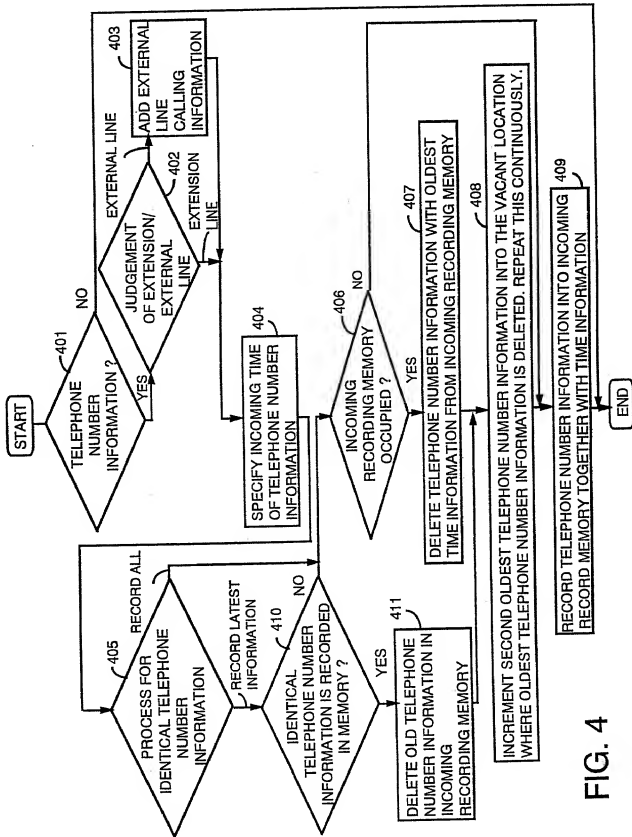 START
401
TELEPHONE
NUMBER
INFORMATION ?
NO
YES
EXTERNAL LINE
403
ADD EXTERNAL
LINE
CALLING
INFORMATION
JUDGEMENT
OF EXTENSION/
EXTERNAL
LINE
402
EXTENSION
LINE
404
SPECIFY INCOMING TIME
OF TELEPHONE NUMBER
INFORMATION
405
PROCESS FOR
IDENTICAL TELEPHONE
NUMBER
INFORMATION
RECORD ALL
RECORD LATEST
INFORMATION
410
IDENTICAL
TELEPHONE NUMBER
INFORMATION IS RECORDED
IN MEMORY ?
NO
YES
411
DELETE OLD TELEPHONE
NUMBER INFORMATION IN
INCOMING
RECORDING MEMORY
406
INCOMING
RECORDING MEMORY
OCCUPIED ?
NO
YES
407
DELETE TELEPHONE NUMBER INFORMATION WITH OLDEST
TIME INFORMATION FROM INCOMING RECORDING MEMORY
408
INCREMENT SECOND OLDEST TELEPHONE NUMBER INFORMATION INTO THE VACANT LOCATION
WHERE OLDEST TELEPHONE NUMBER INFORMATION IS DELETED. REPEAT THIS CONTINUOUSLY.
409
RECORD TELEPHONE NUMBER INFORMATION INTO INCOMING
RECORD MEMORY TOGETHER WITH TIME INFORMATION
END
FIG. 4